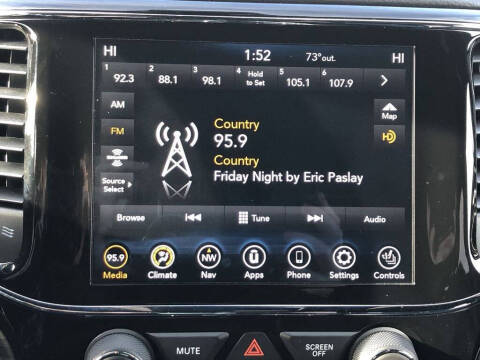 HI 1:52 73°out. HI
1 92.3 2 88.1 3 98.1 4 Hold to Set 5 105.1 6 107.9
AM
Map
Country
FM
HD
95.9
Country
Friday Night by Eric Paslay
Source Select
Browse Tune Audio
95.9 NW
Media Climate Nav Apps Phone Settings Controls
MUTE SCREEN OFF